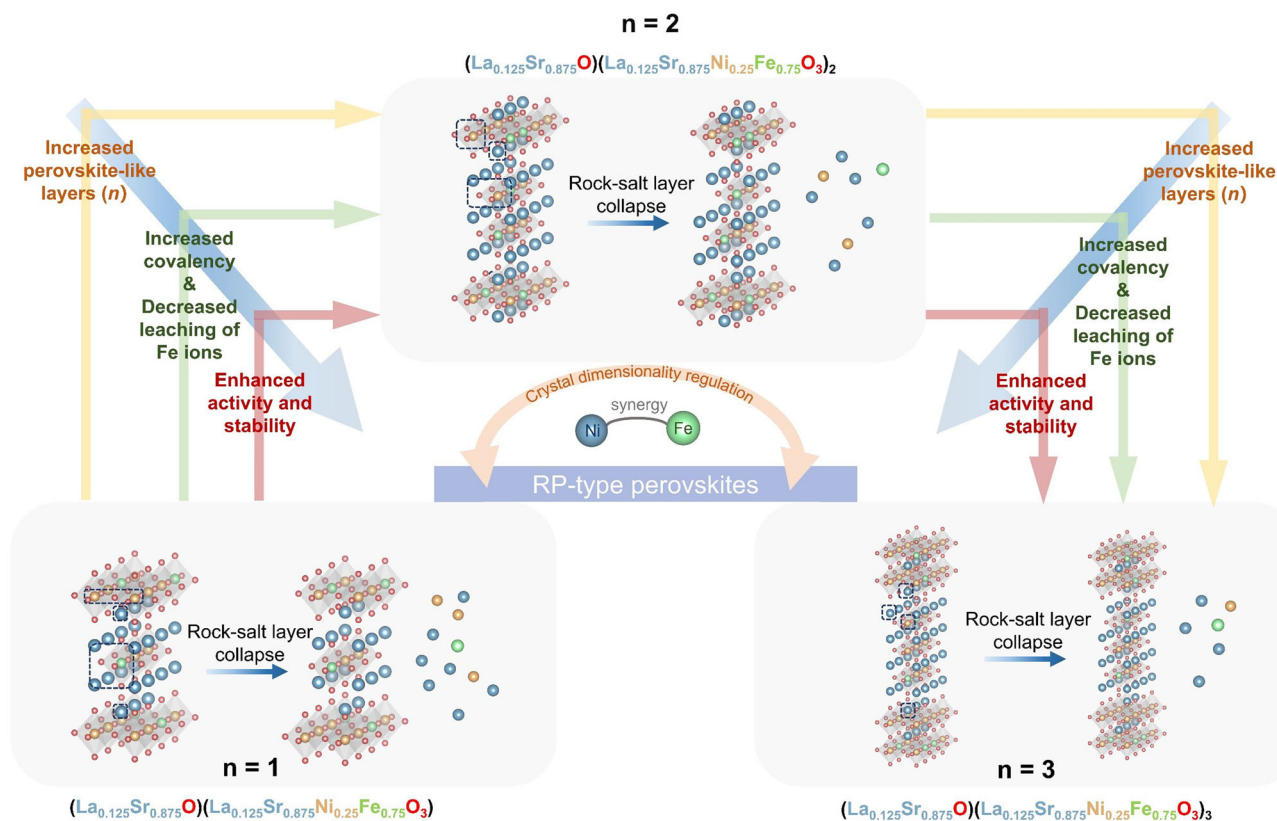 n = 2
(La₀.₁₂₅Sr₀.₈₇₅O)(La₀.₁₂₅Sr₀.₈₇₅Ni₀.₂₅Fe₀.₇₅O₃)₂
Increased
perovskite-like
layers (n)
Increased
covalency
&
Decreased
leaching of
Fe ions
Enhanced
activity and
stability
Rock-salt layer
collapse
Increased
perovskite-like
layers (n)
Increased
covalency
&
Decreased
leaching of
Fe ions
Enhanced
activity and
stability
Crystal dimensionality regulation
synergy
Ni
Fe
RP-type perovskites
Rock-salt layer
collapse
n = 1
(La₀.₁₂₅Sr₀.₈₇₅O)(La₀.₁₂₅Sr₀.₈₇₅Ni₀.₂₅Fe₀.₇₅O₃)
Rock-salt layer
collapse
n = 3
(La₀.₁₂₅Sr₀.₈₇₅O)(La₀.₁₂₅Sr₀.₈₇₅Ni₀.₂₅Fe₀.₇₅O₃)₃